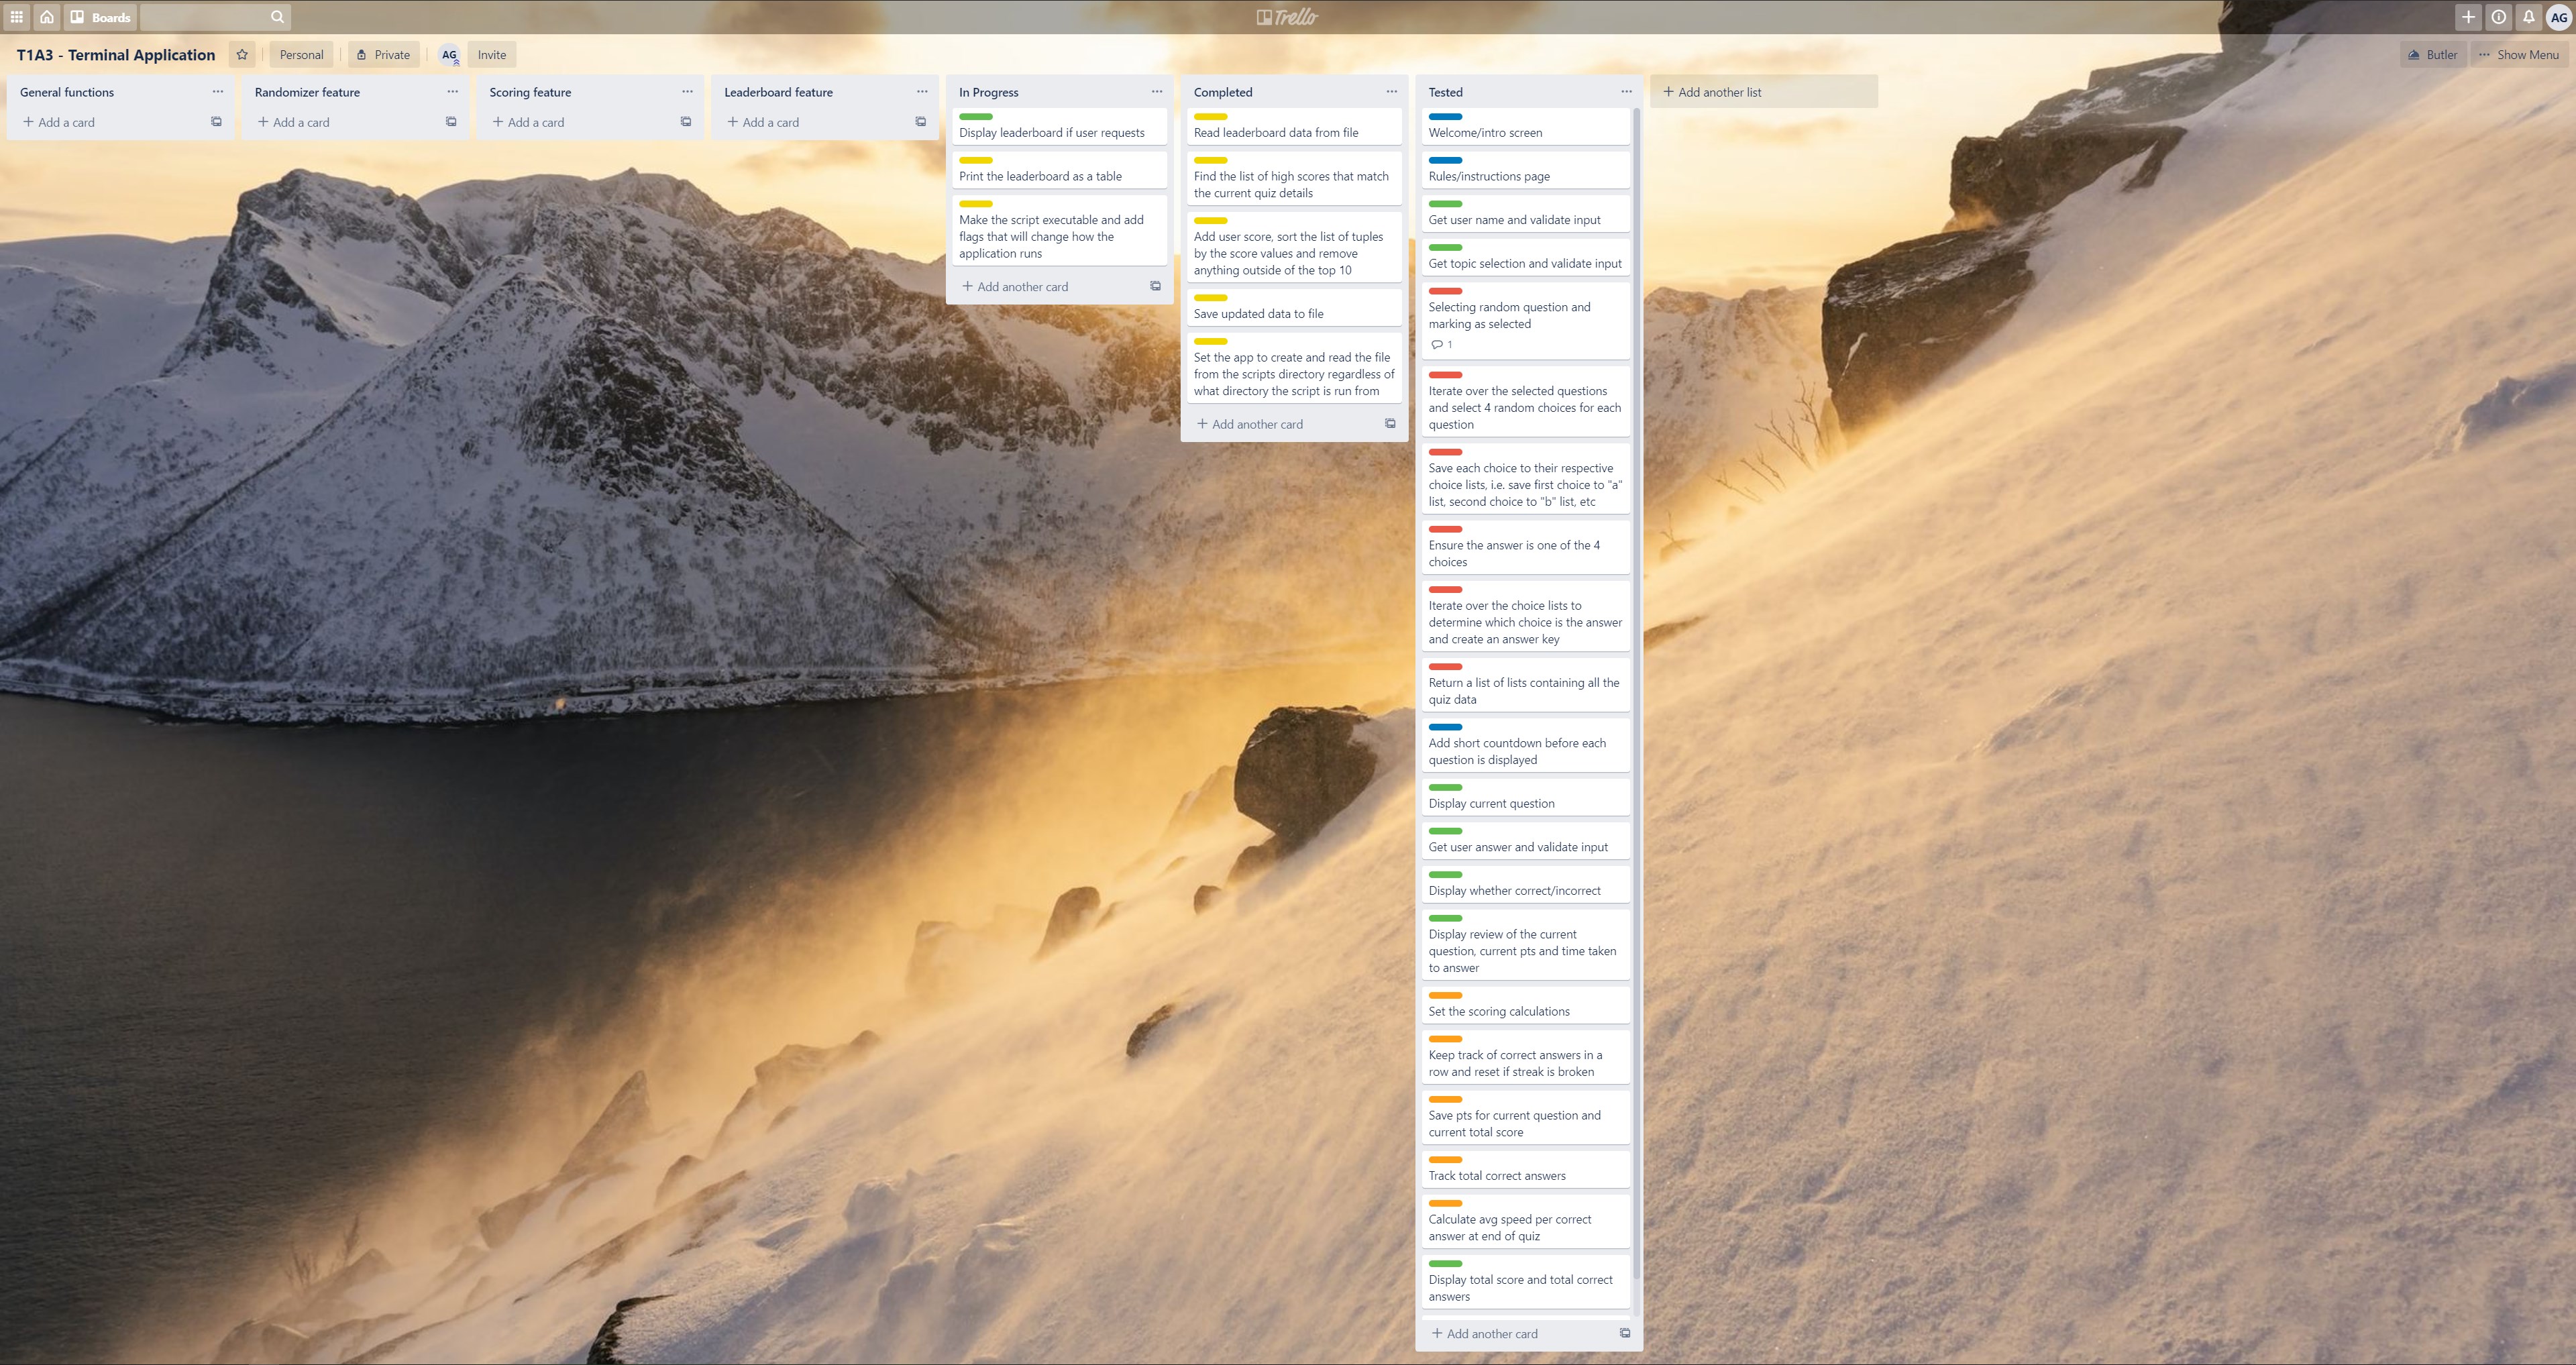 Boards
Trello
AG
T1A3 - Terminal Application
Personal
Private
AG
Invite
Butler
Show Menu
General functions
Add a card
Randomizer feature
Add a card
Scoring feature
Add a card
Leaderboard feature
Add a card
In Progress
Display leaderboard if user requests
Print the leaderboard as a table
Make the script executable and add
flags that will change how the
application runs
Add another card
Completed
Read leaderboard data from file
Find the list of high scores that match
the current quiz details
Add user score, sort the list of tuples
by the score values and remove
anything outside of the top 10
Save updated data to file
Set the app to create and read the file
from the scripts directory regardless of
what directory the script is run from
Add another card
Tested
Welcome/intro screen
Rules/instructions page
Get user name and validate input
Get topic selection and validate input
Selecting random question and
marking as selected
1
Iterate over the selected questions
and select 4 random choices for each
question
Save each choice to their respective
choice lists, i.e. save first choice to "a"
list, second choice to "b" list, etc
Ensure the answer is one of the 4
choices
Iterate over the choice lists to
determine which choice is the answer
and create an answer key
Return a list of lists containing all the
quiz data
Add short countdown before each
question is displayed
Display current question
Get user answer and validate input
Display whether correct/incorrect
Display review of the current
question, current pts and time taken
to answer
Set the scoring calculations
Keep track of correct answers in a
row and reset if streak is broken
Save pts for current question and
current total score
Track total correct answers
Calculate avg speed per correct
answer at end of quiz
Display total score and total correct
answers
Add another card
Add another list